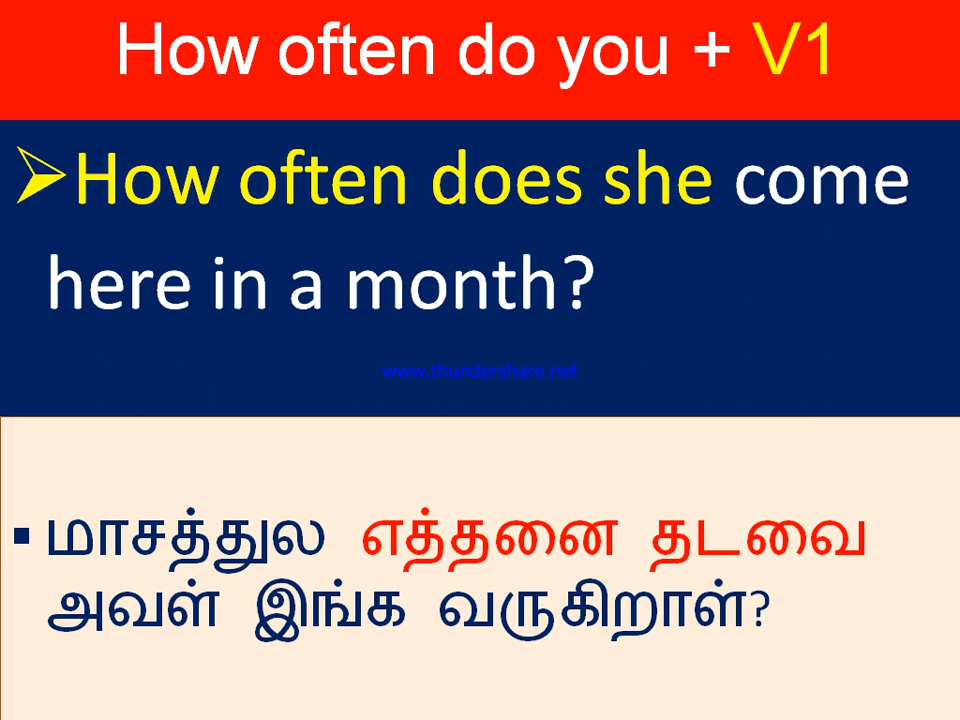 How often do you + V1
➢How often does she come
here in a month?
www.thundershare.net
▪ மாசத்துல எத்தனை தடவை
அவள் இங்க வருகிறாள்?